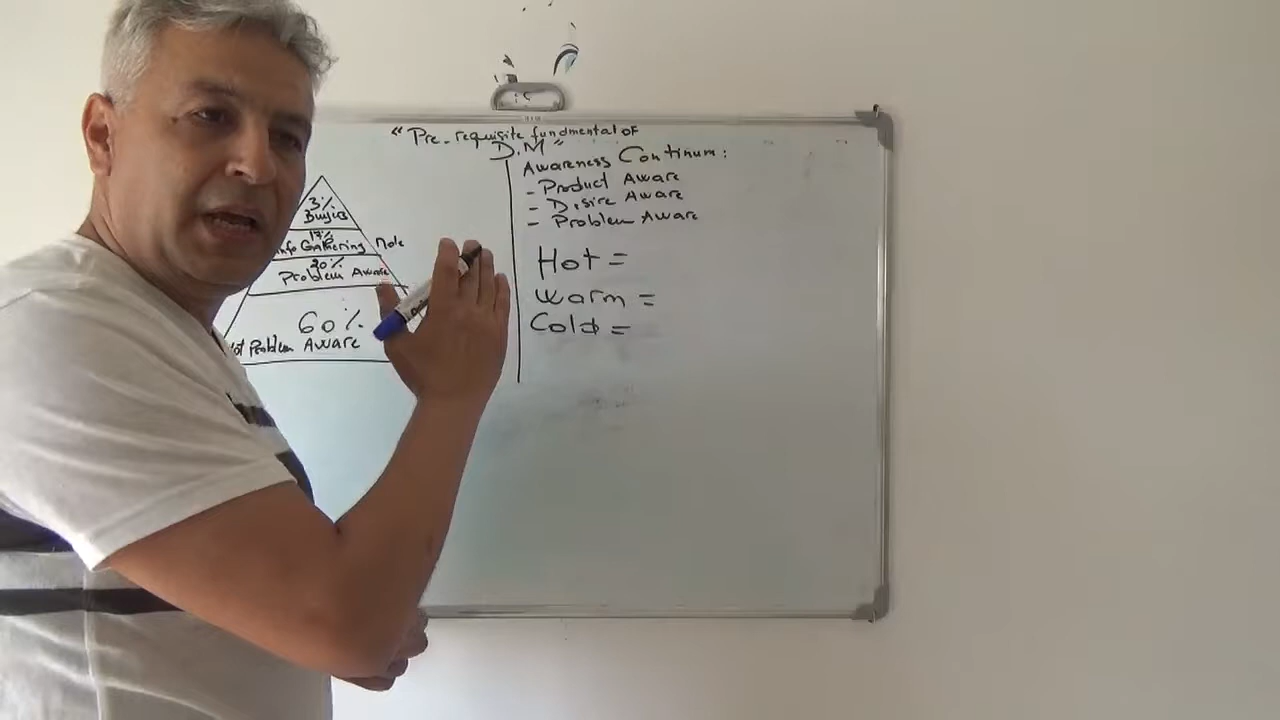 "Pre-requisite fundmental of
D.M"
3%
Buyers
17%
Info Gathering Mode
20%
Problem Aware
60%
Not Problem Aware
Awareness Continum:
- Product Aware
- Desire Aware
- Problem Aware
Hot =
Warm =
Cold =